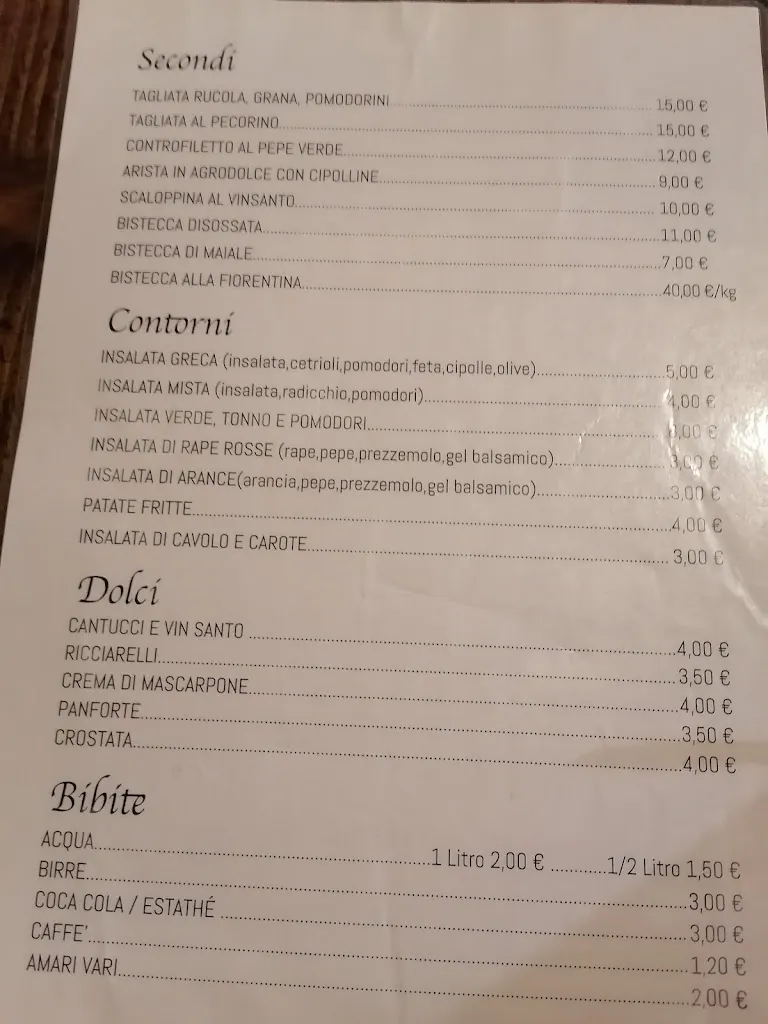 Secondi
TAGLIATA RUCOLA, GRANA, POMODORINI 15,00 €
TAGLIATA AL PECORINO 15,00 €
CONTROFILETTO AL PEPE VERDE 12,00 €
ARISTA IN AGRODOLCE CON CIPOLLINE 9,00 €
SCALOPPINA AL VINSANTO 10,00 €
BISTECCA DISOSSATA 11,00 €
BISTECCA DI MAIALE 7,00 €
BISTECCA ALLA FIORENTINA 40,00 €/kg
Contorni
INSALATA GRECA (insalata,cetrioli,pomodori,feta,cipolle,olive) 5,00 €
INSALATA MISTA (insalata,radicchio,pomodori) 4,00 €
INSALATA VERDE, TONNO E POMODORI €
INSALATA DI RAPE ROSSE (rape,pepe,prezzemolo,gel balsamico) 3,00 €
INSALATA DI ARANCE(arancia,pepe,prezzemolo,gel balsamico) 3,00 €
PATATE FRITTE 4,00 €
INSALATA DI CAVOLO E CAROTE 3,00 €
Dolci
CANTUCCI E VIN SANTO 4,00 €
RICCIARELLI 3,50 €
CREMA DI MASCARPONE 4,00 €
PANFORTE 3,50 €
CROSTATA 4,00 €
Bibite
ACQUA 1 Litro 2,00 € 1/2 Litro 1,50 €
BIRRE 3,00 €
COCA COLA / ESTATHÉ 3,00 €
CAFFE' 1,20 €
AMARI VARI 2,00 €